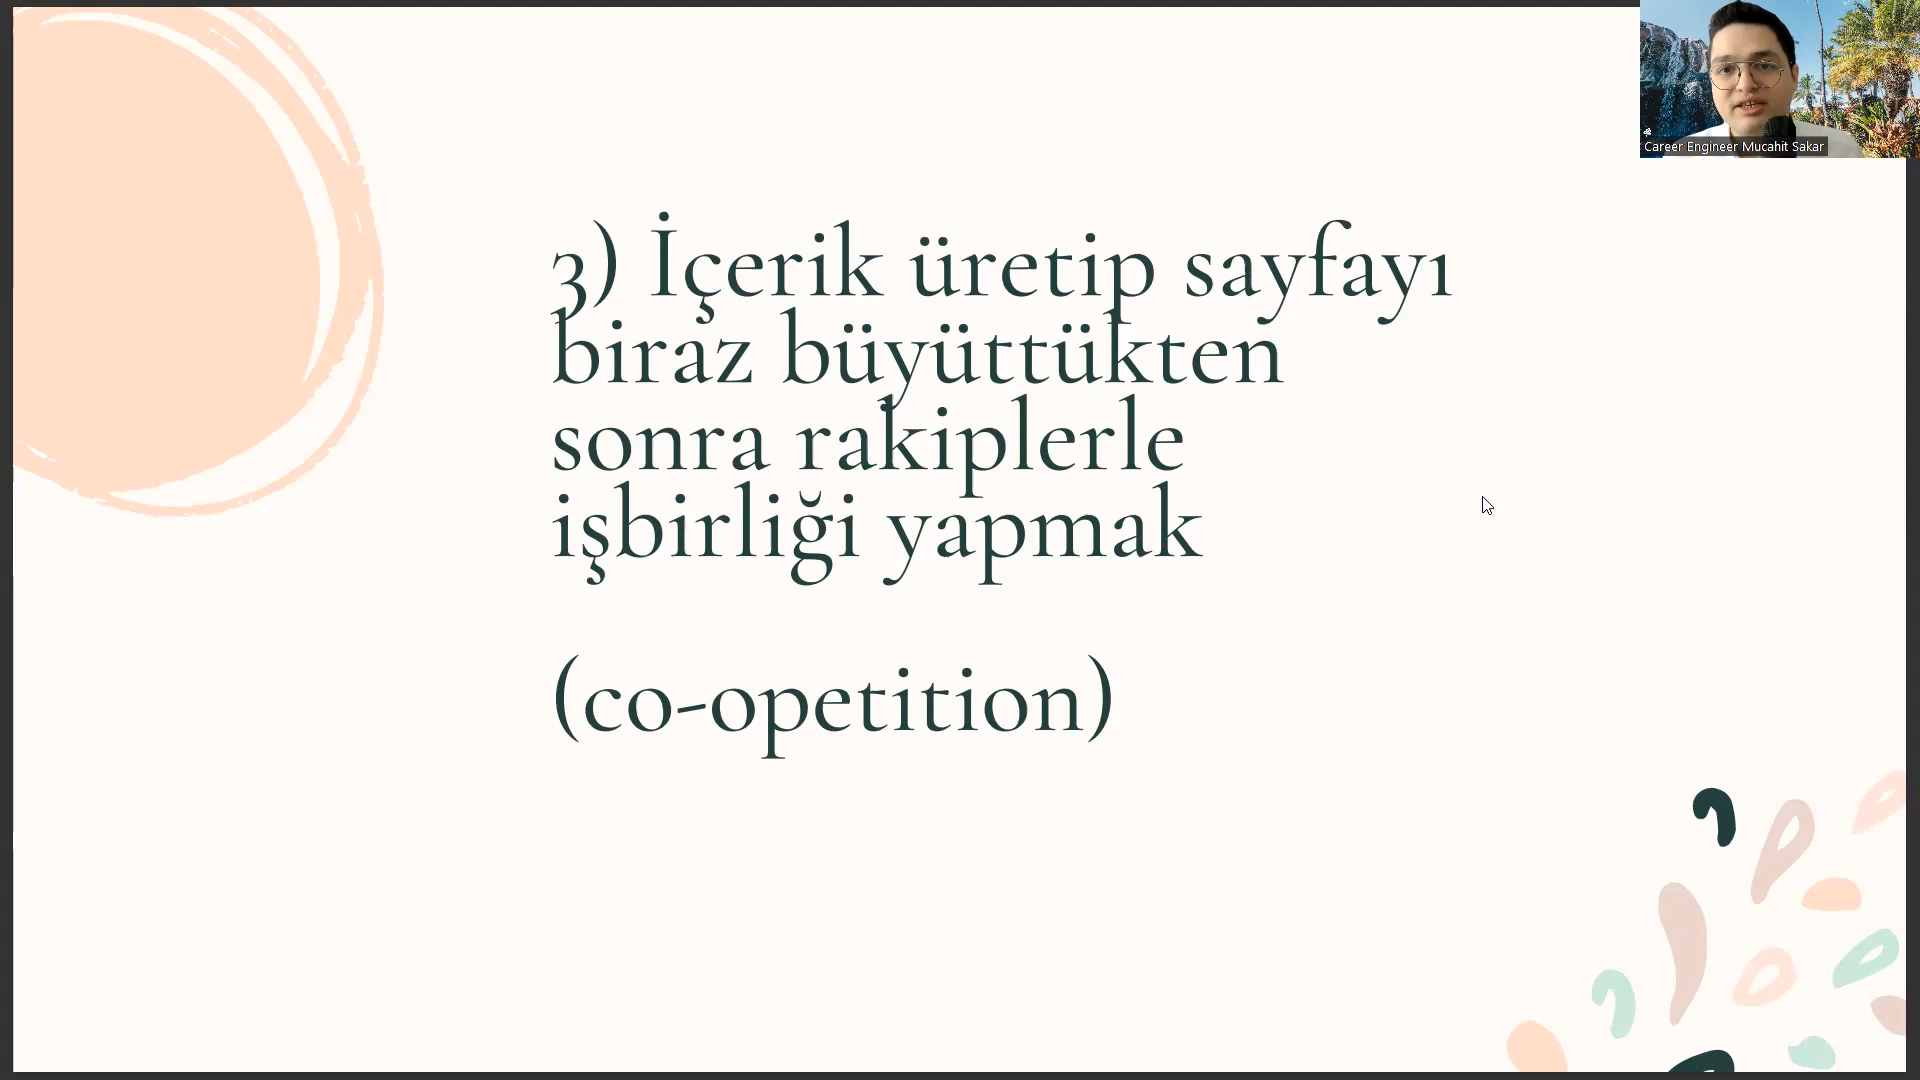 Career Engineer Mucahit Sakar
3) İçerik üretip sayfayı
biraz büyüttükten
sonra rakiplerle
işbirliği yapmak
(co-opetition)